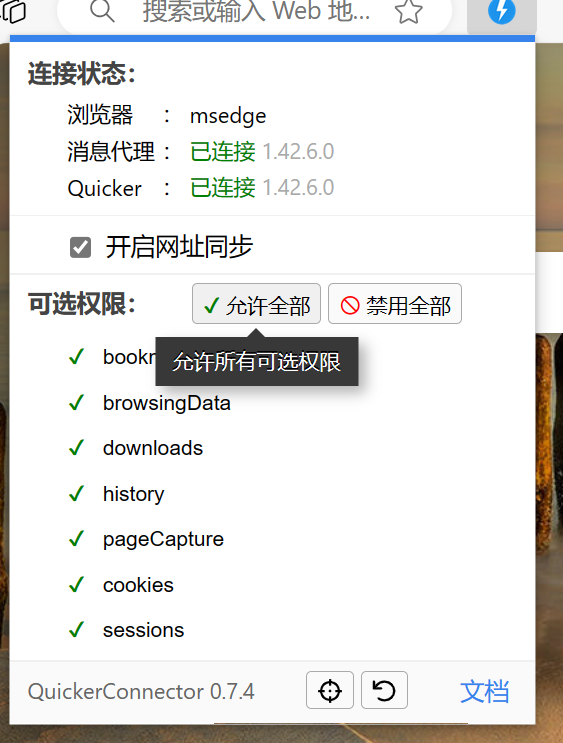 搜索或输入 Web 地...
连接状态：
浏览器 ： msedge
消息代理 ： 已连接 1.42.6.0
Quicker ： 已连接 1.42.6.0
开启网址同步
可选权限： 允许全部 禁用全部
允许所有可选权限
browsingData
downloads
history
pageCapture
cookies
sessions
QuickerConnector 0.7.4 文档